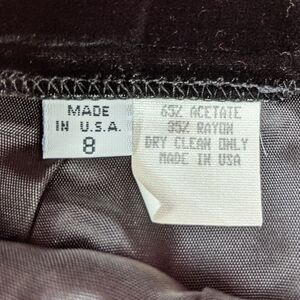 MADE
IN U.S.A.
8
65% ACETATE
35% RAYON
DRY CLEAN ONLY
MADE IN USA